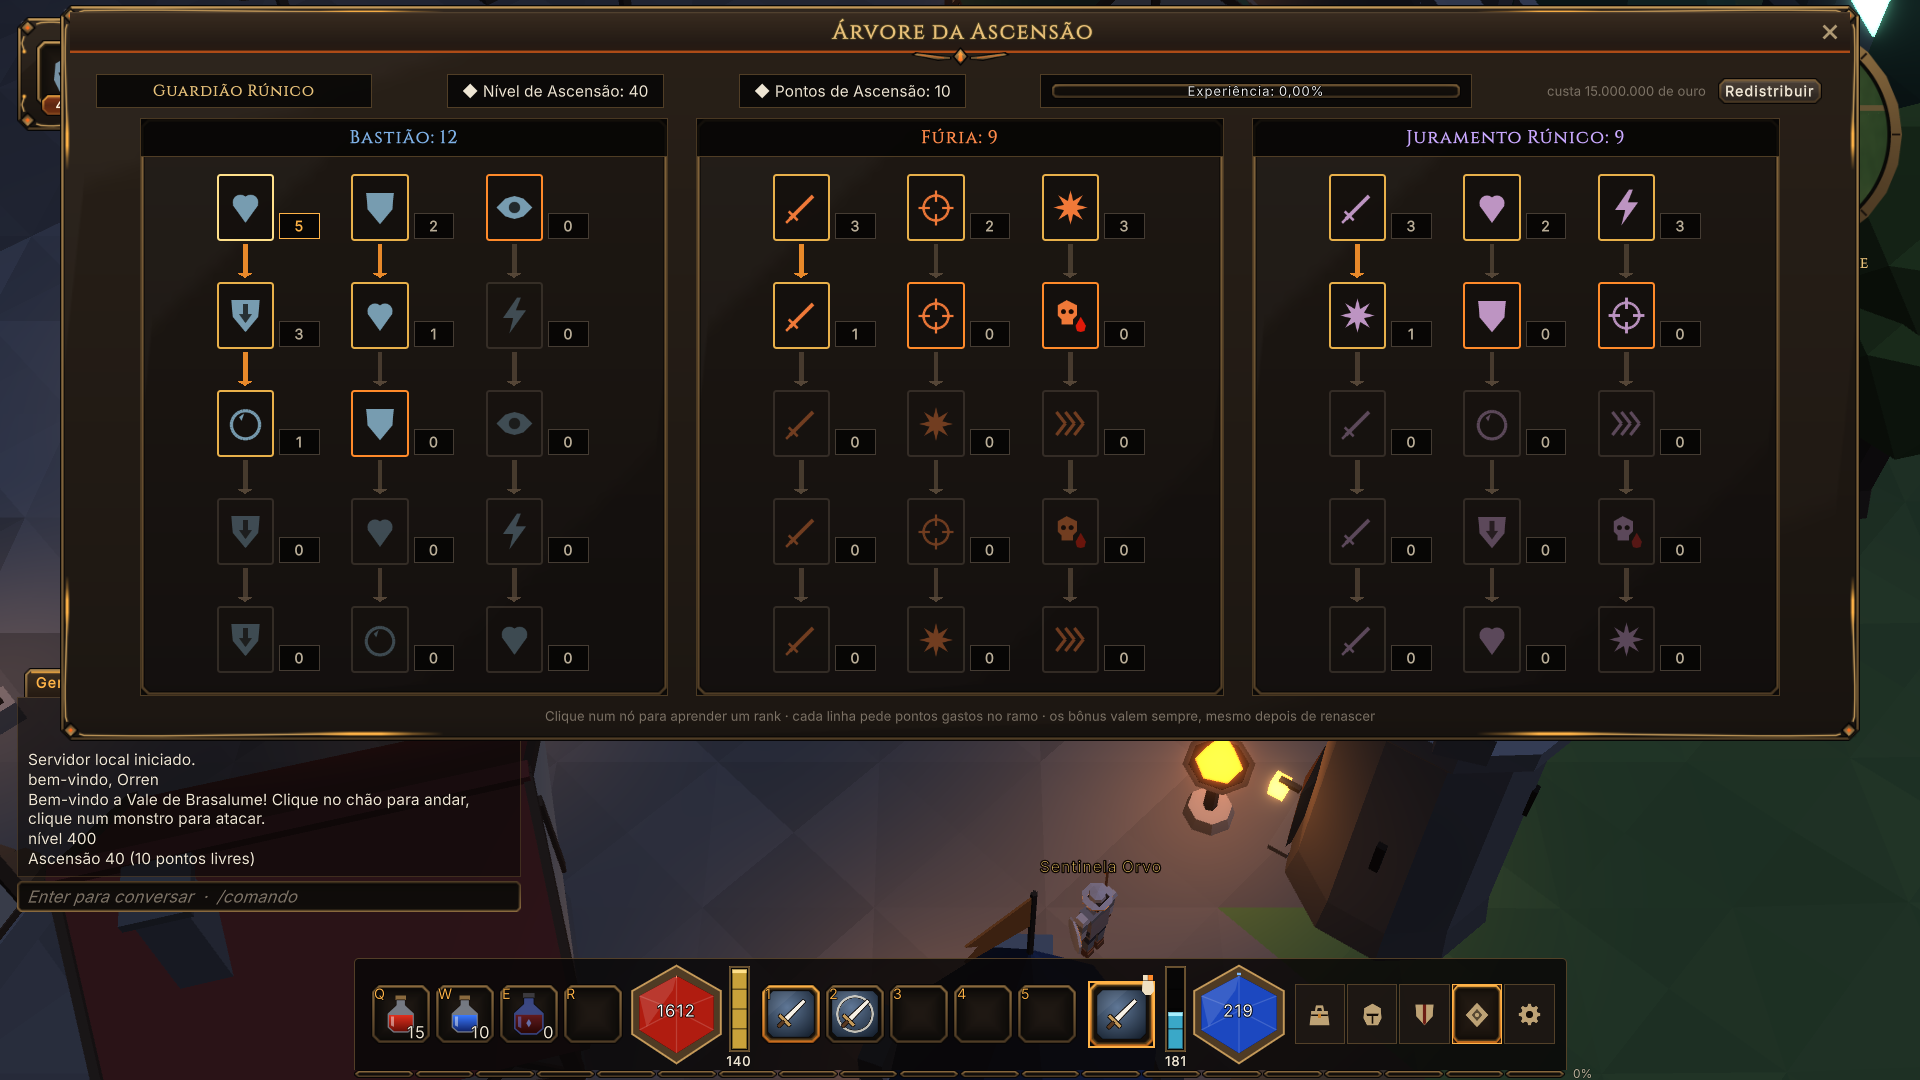 ÁRVORE DA ASCENSÃO
GUARDIÃO RÚNICO
Nível de Ascensão: 40
Pontos de Ascensão: 10
Experiência: 0,00%
custa 15.000.000 de ouro
Redistribuir
BASTIÃO: 12
FÚRIA: 9
JURAMENTO RÚNICO: 9
5 2 0 3 2 3 3 2 3
3 1 0 1 0 0 1 0 0
1 0 0 0 0 0 0 0 0
0 0 0 0 0 0 0 0 0
0 0 0 0 0 0 0 0 0
Clique num nó para aprender um rank · cada linha pede pontos gastos no ramo · os bônus valem sempre, mesmo depois de renascer
E
Ger
Servidor local iniciado.
bem-vindo, Orren
Bem-vindo a Vale de Brasalume! Clique no chão para andar,
clique num monstro para atacar.
nível 400
Ascensão 40 (10 pontos livres)
Enter para conversar · /comando
Sentinela Orvo
Q 15
W 10
E 0
R
1612
140
1 2 3 4 5
181
219
0%